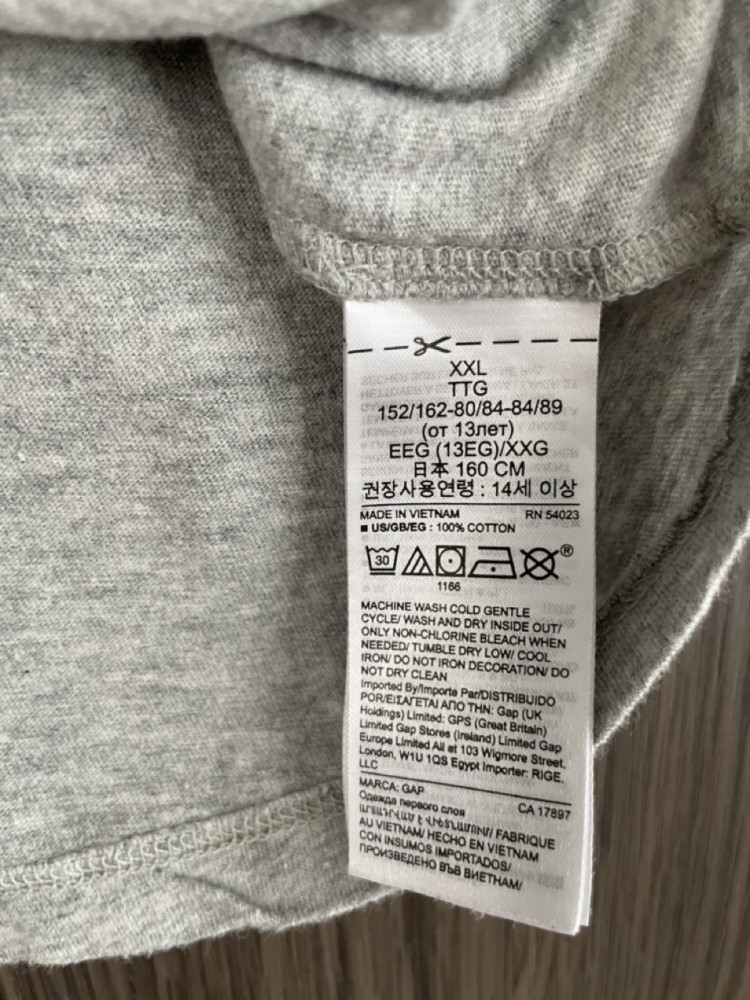 XXL
TTG
152/162-80/84-84/89
(от 13лет)
EEG (13EG)/XXG
日本 160 CM
권장사용연령 : 14세 이상
MADE IN VIETNAM RN 54023
■ US/GB/EG : 100% COTTON
30 ®
1166
MACHINE WASH COLD GENTLE
CYCLE/ WASH AND DRY INSIDE OUT/
ONLY NON-CHLORINE BLEACH WHEN
NEEDED/ TUMBLE DRY LOW/ COOL
IRON/ DO NOT IRON DECORATION/ DO
NOT DRY CLEAN
Imported By/Importe Par/DISTRIBUIDO
POR/ΕΙΣΑΓΕΤΑΙ ΑΠΟ ΤΗΝ: Gap (UK
Holdings) Limited: GPS (Great Britain)
Limited Gap Stores (Ireland) Limited Gap
Europe Limited All at 103 Wigmore Street,
London, W1U 1QS Egypt Importer: RIGE,
LLC
MARCA: GAP CA 17897
Одежда первого слоя
FABRIQUE
AU VIETNAM/ HECHO EN VIETNAM
CON INSUMOS IMPORTADOS/
ПРОИЗВЕДЕНО ВЪВ ВИЕТНАМ/